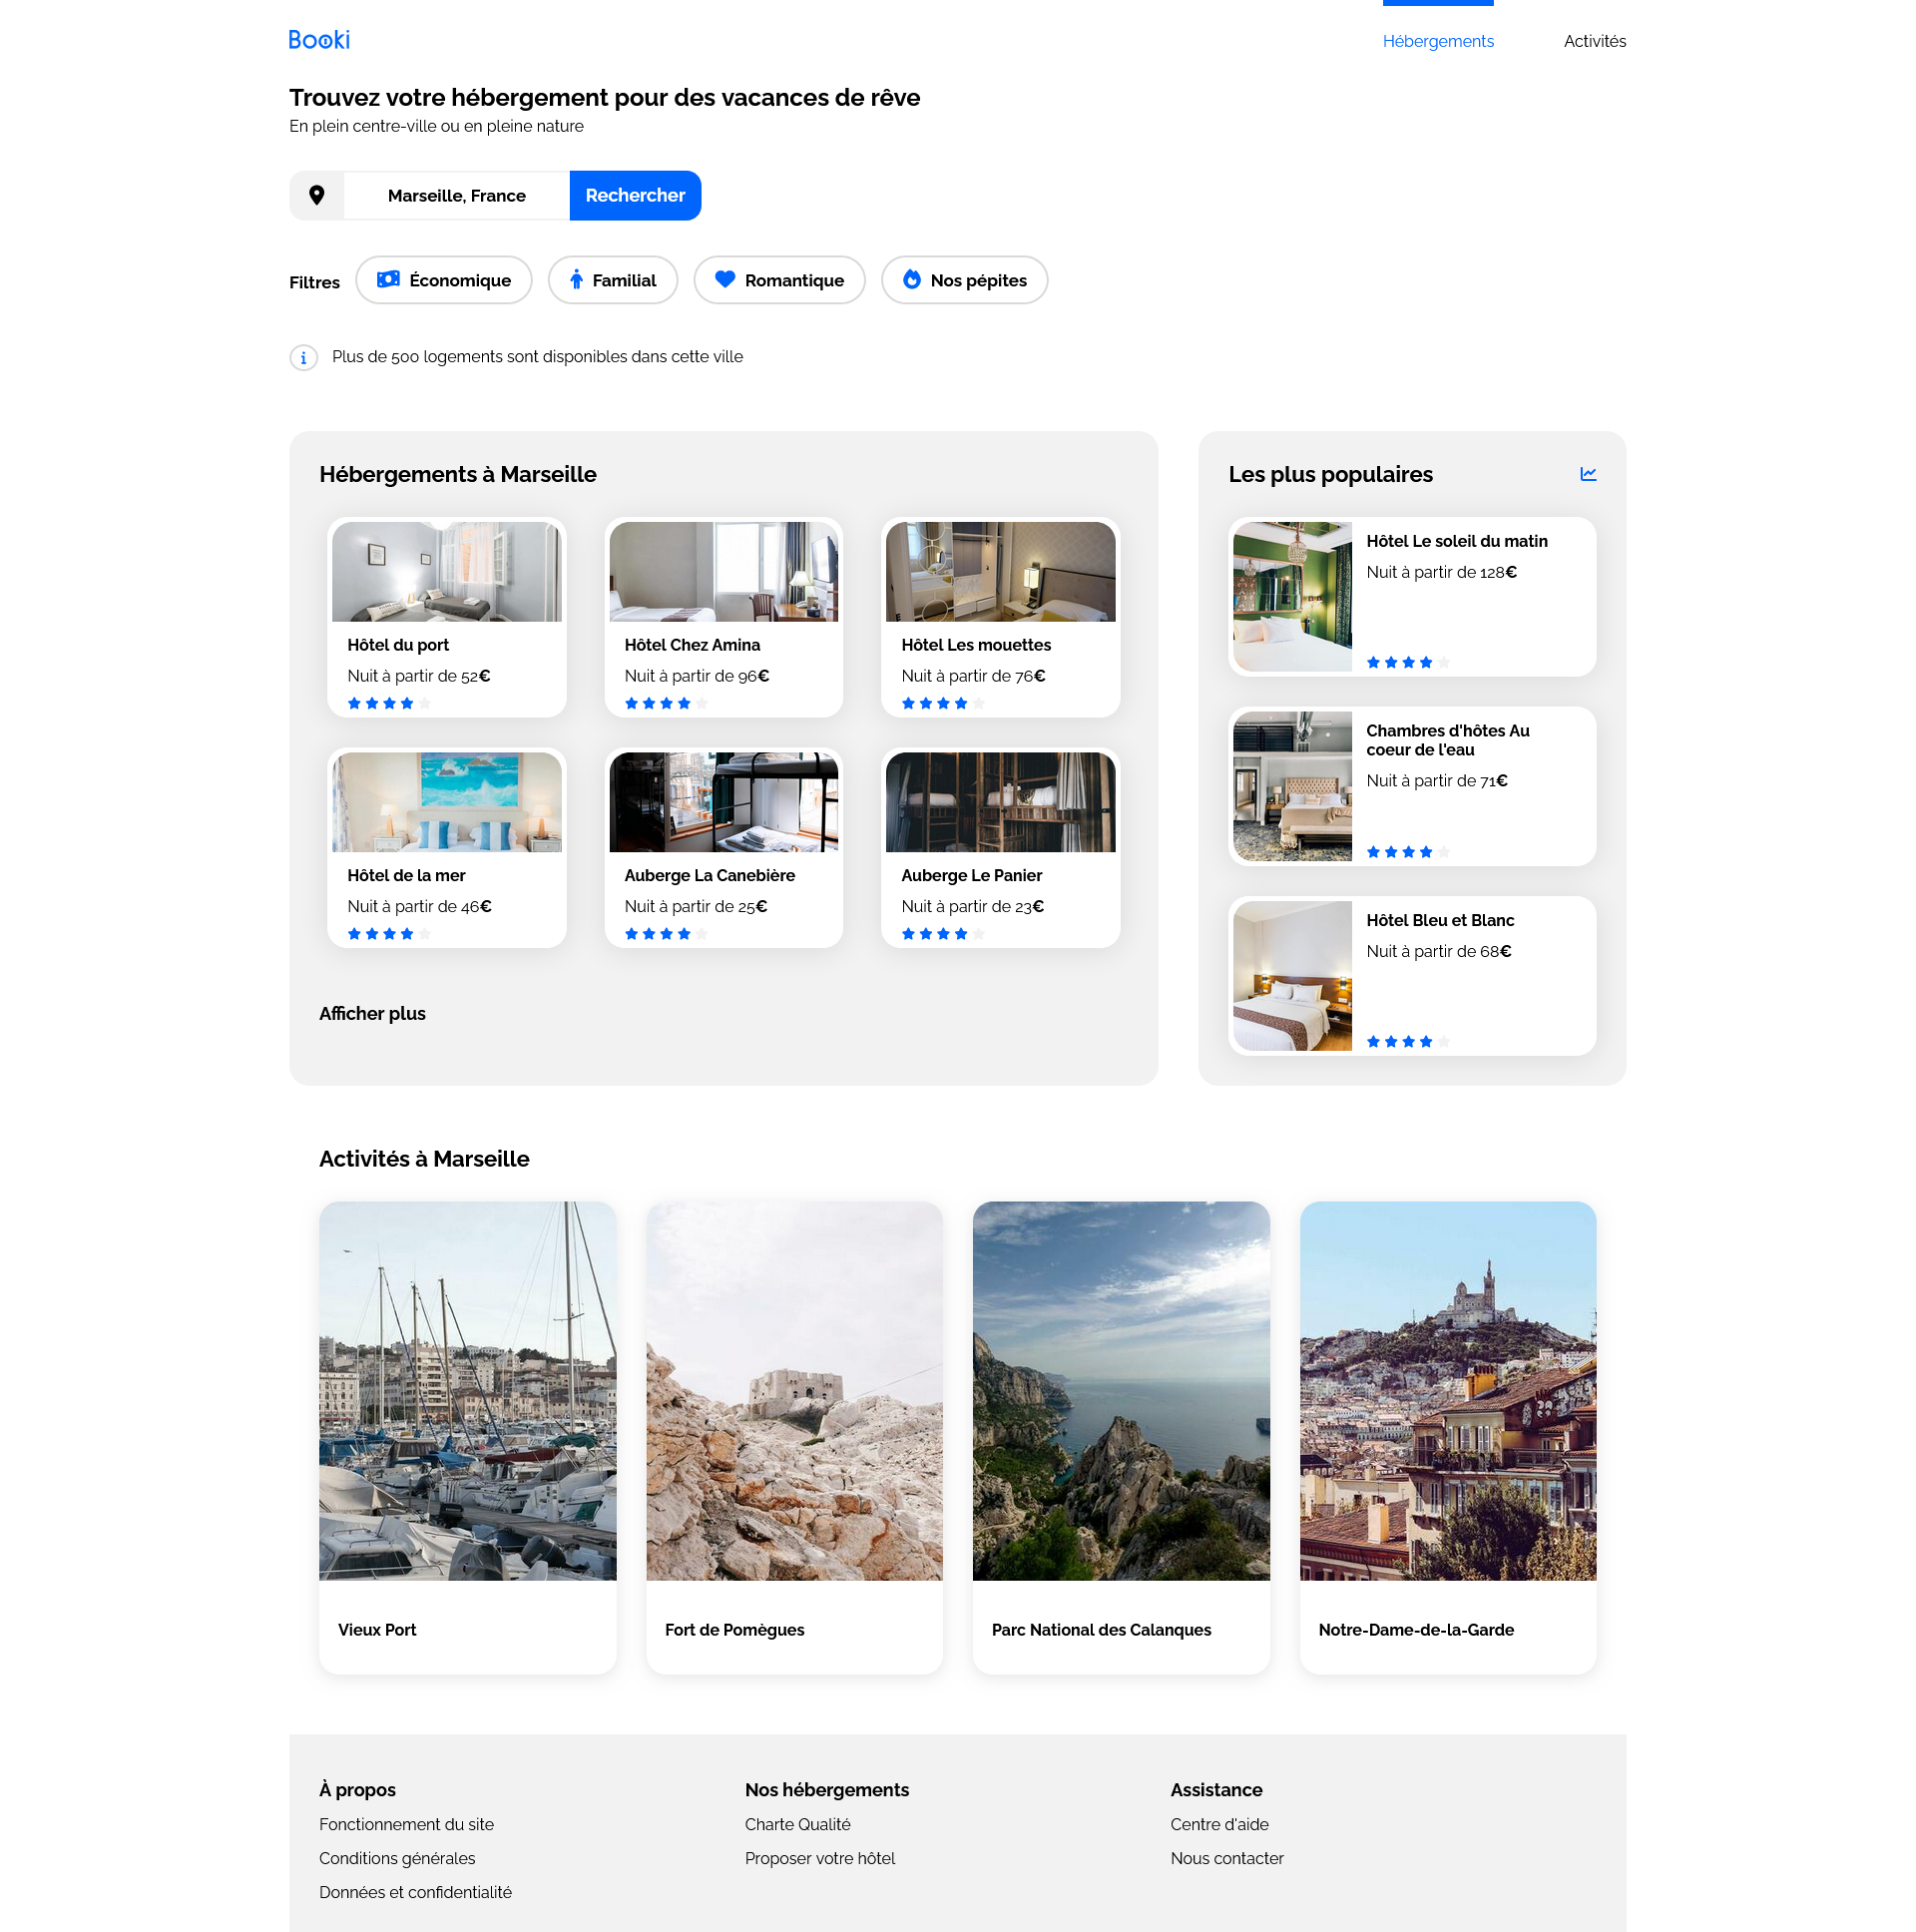 Booki
Hébergements
Activités
Trouvez votre hébergement pour des vacances de rêve
En plein centre-ville ou en pleine nature
Marseille, France
Rechercher
Filtres
Économique
Familial
Romantique
Nos pépites
Plus de 500 logements sont disponibles dans cette ville
Hébergements à Marseille
Hôtel du port
Nuit à partir de 52€
Hôtel Chez Amina
Nuit à partir de 96€
Hôtel Les mouettes
Nuit à partir de 76€
Hôtel de la mer
Nuit à partir de 46€
Auberge La Canebière
Nuit à partir de 25€
Auberge Le Panier
Nuit à partir de 23€
Afficher plus
Les plus populaires
Hôtel Le soleil du matin
Nuit à partir de 128€
Chambres d'hôtes Au
coeur de l'eau
Nuit à partir de 71€
Hôtel Bleu et Blanc
Nuit à partir de 68€
Activités à Marseille
Vieux Port
Fort de Pomègues
Parc National des Calanques
Notre-Dame-de-la-Garde
À propos
Fonctionnement du site
Conditions générales
Données et confidentialité
Nos hébergements
Charte Qualité
Proposer votre hôtel
Assistance
Centre d'aide
Nous contacter